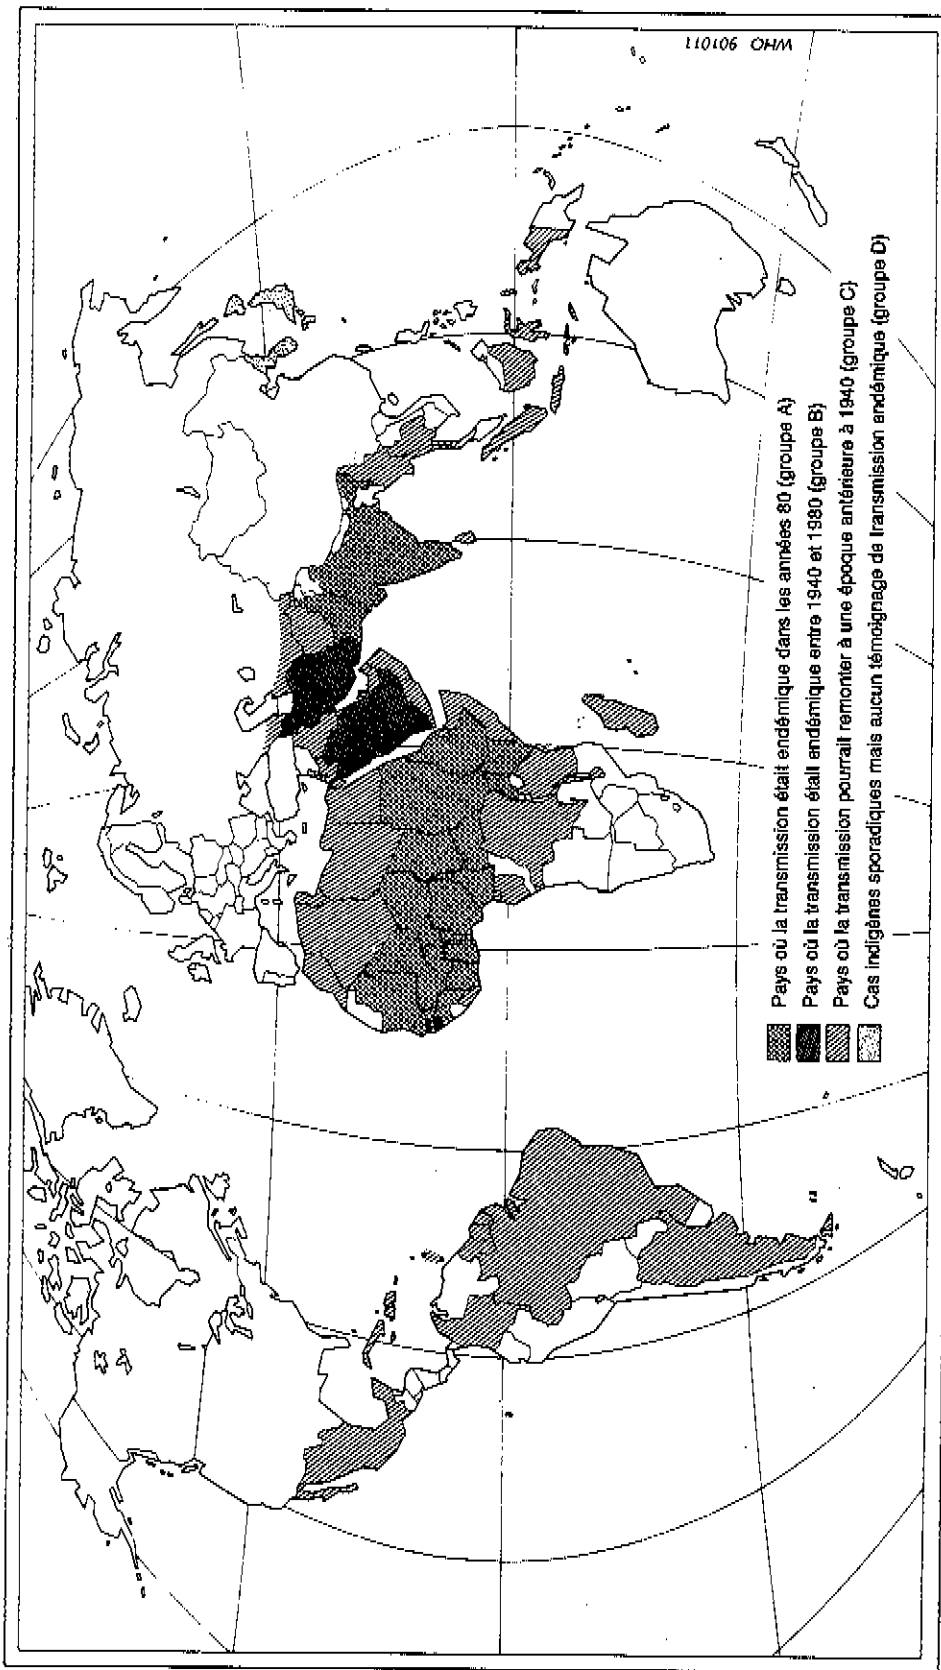 WHO 901011
Pays où la transmission était endémique dans les années 80 (groupe A)
Pays où la transmission était endémique entre 1940 et 1980 (groupe B)
Pays où la transmission pourrait remonter à une époque antérieure à 1940 (groupe C)
Cas indigènes sporadiques mais aucun témoignage de transmission endémique (groupe D)